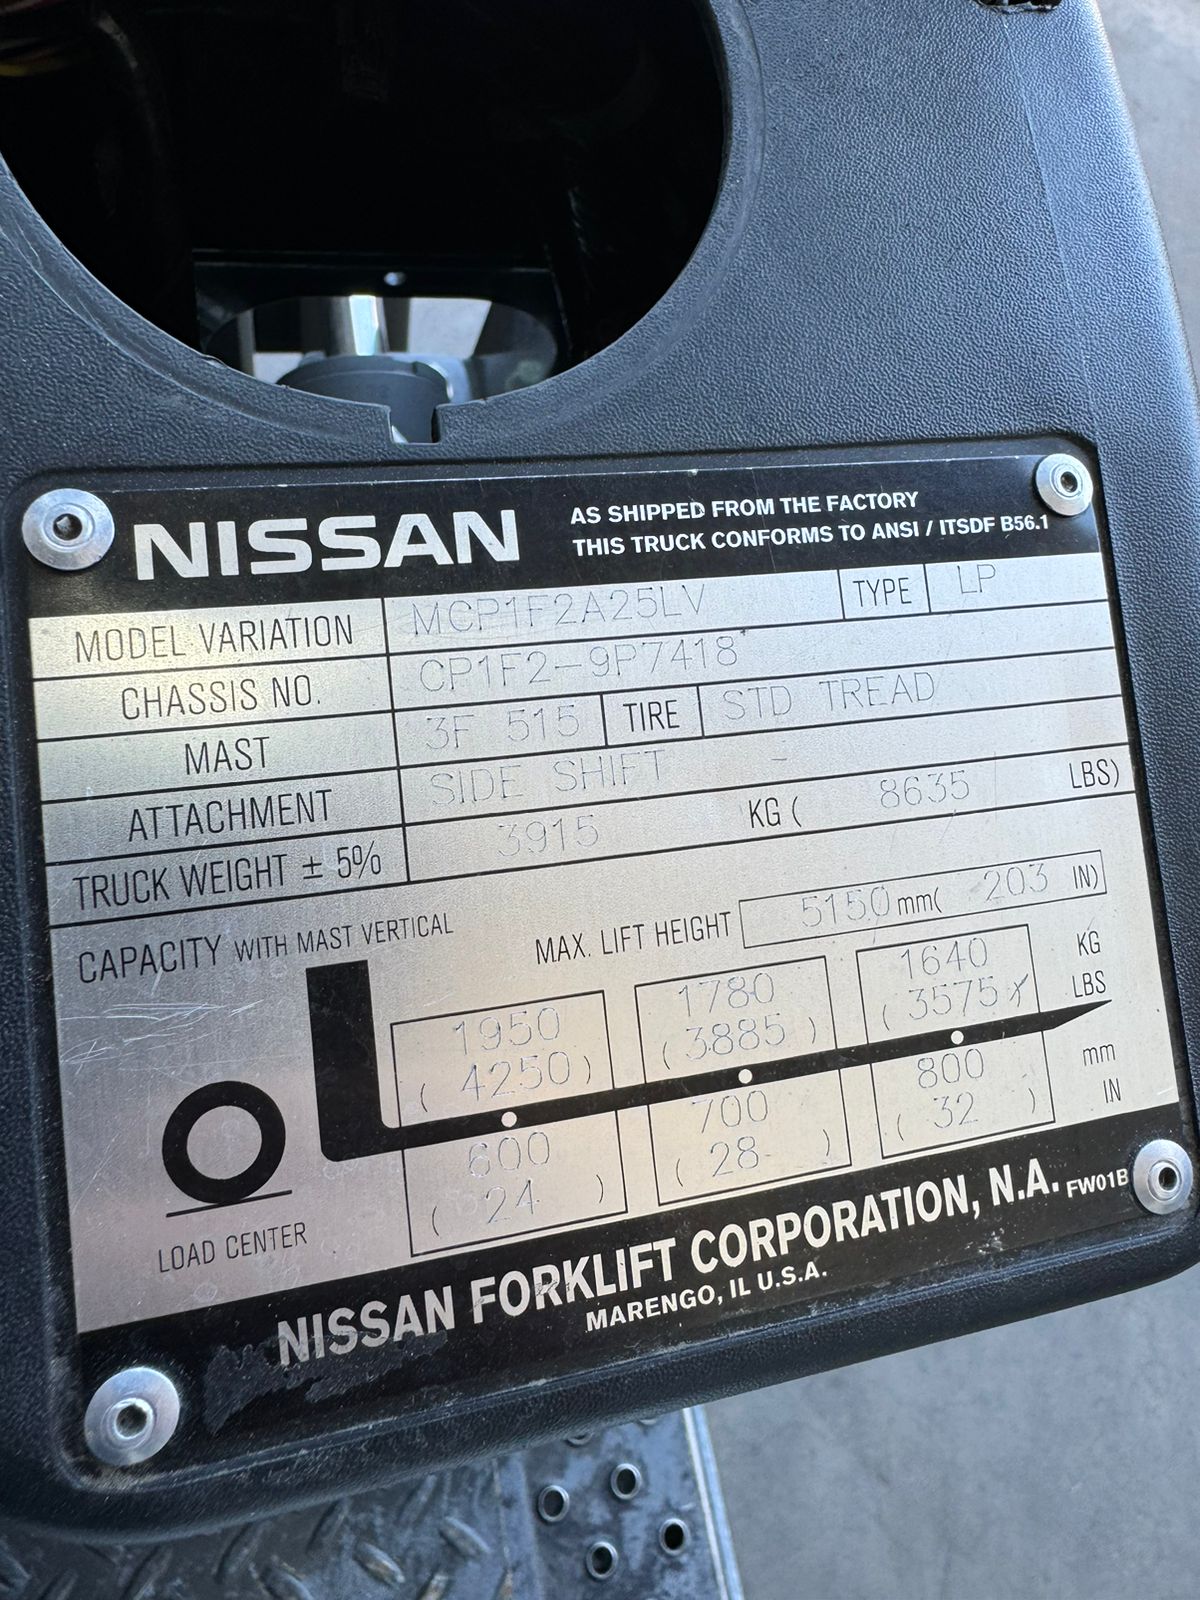 NISSAN
AS SHIPPED FROM THE FACTORY
THIS TRUCK CONFORMS TO ANSI / ITSDF B56.1
MODEL VARIATION MCP1F2A25LV TYPE LP
CHASSIS NO. CP1F2-9P7418
MAST 3F 515 TIRE STD TREAD
ATTACHMENT SIDE SHIFT -
TRUCK WEIGHT ± 5% 3915 KG ( 8635 LBS)
CAPACITY WITH MAST VERTICAL
MAX. LIFT HEIGHT 5150 mm( 203 IN)
1950 1780 1640 KG
( 4250 ) ( 3885 ) ( 3575 ) LBS
600 700 800 mm
( 24 ) ( 28 ) ( 32 ) IN
LOAD CENTER
NISSAN FORKLIFT CORPORATION, N.A. FW01B
MARENGO, IL U.S.A.